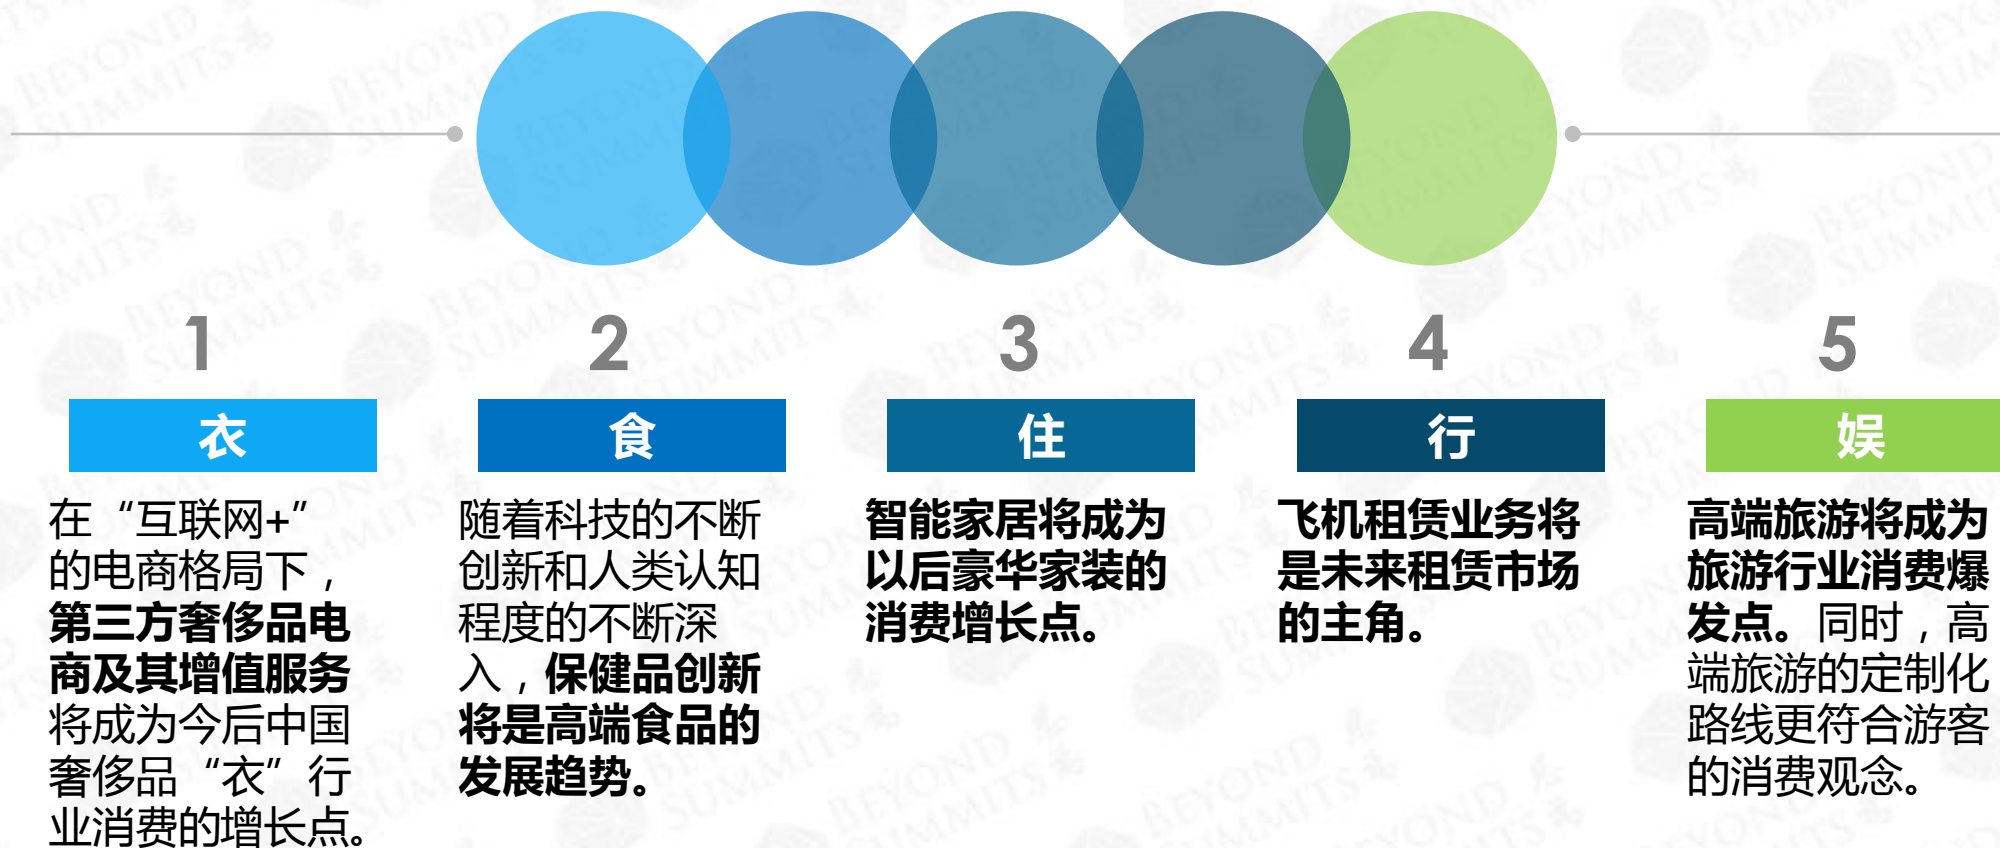 1
衣
在“互联网+”
的电商格局下，
第三方奢侈品电
商及其增值服务
将成为今后中国
奢侈品“衣”行
业消费的增长点。
2
食
随着科技的不断
创新和人类认知
程度的不断深
入，保健品创新
将是高端食品的
发展趋势。
3
住
智能家居将成为
以后豪华家装的
消费增长点。
4
行
飞机租赁业务将
是未来租赁市场
的主角。
5
娱
高端旅游将成为
旅游行业消费爆
发点。同时，高
端旅游的定制化
路线更符合游客
的消费观念。
BEYOND
SUMMITS